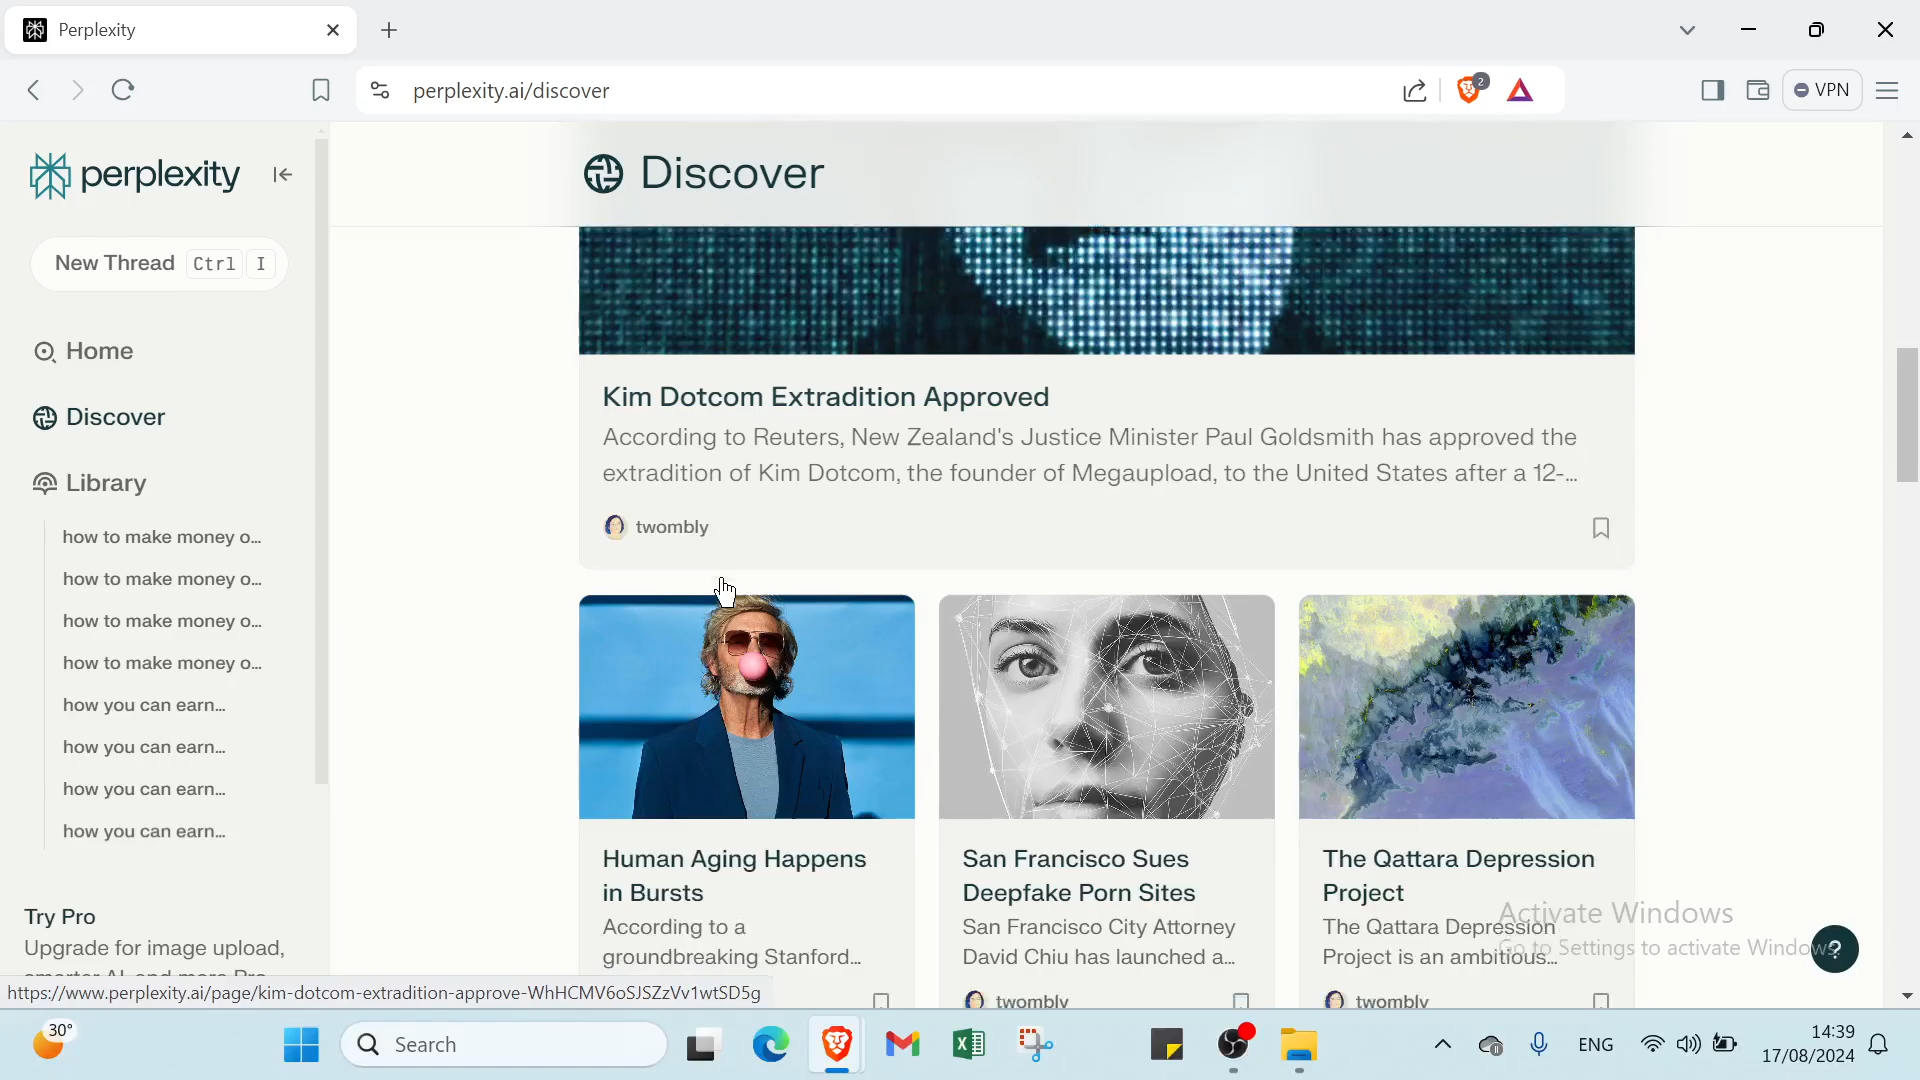 Perplexity
perplexity.ai/discover
2
VPN
perplexity
Discover
New Thread Ctrl I
Home
Discover
Library
how to make money o...
how to make money o...
how to make money o...
how to make money o...
how you can earn...
how you can earn...
how you can earn...
how you can earn...
Try Pro
Upgrade for image upload,
smarter AI, and more Pro
Kim Dotcom Extradition Approved
According to Reuters, New Zealand's Justice Minister Paul Goldsmith has approved the
extradition of Kim Dotcom, the founder of Megaupload, to the United States after a 12-...
twombly
Human Aging Happens
in Bursts
According to a
groundbreaking Stanford...
San Francisco Sues
Deepfake Porn Sites
San Francisco City Attorney
David Chiu has launched a...
twombly
The Qattara Depression
Project
The Qattara Depression
Project is an ambitious...
twombly
Activate Windows
Go to Settings to activate Windows.
?
https://www.perplexity.ai/page/kim-dotcom-extradition-approve-WhHCMV6oSJSZzVv1wtSD5g
30°
Search
ENG
14:39
17/08/2024